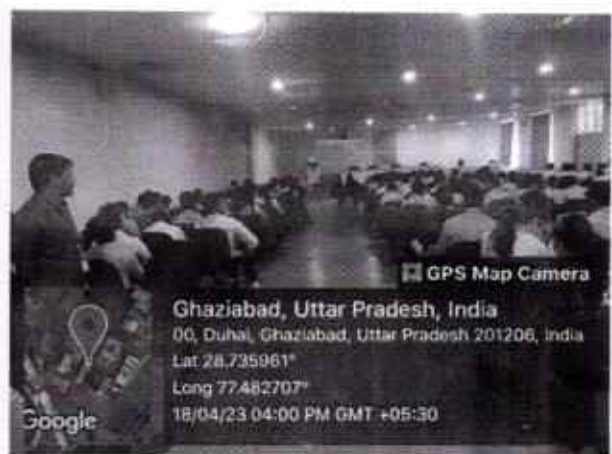 GPS Map Camera
Ghaziabad, Uttar Pradesh, India
00, Duhai, Ghaziabad, Uttar Pradesh 201206, India
Lat 28.735961°
Long 77.482707°
18/04/23 04:00 PM GMT +05:30
Google